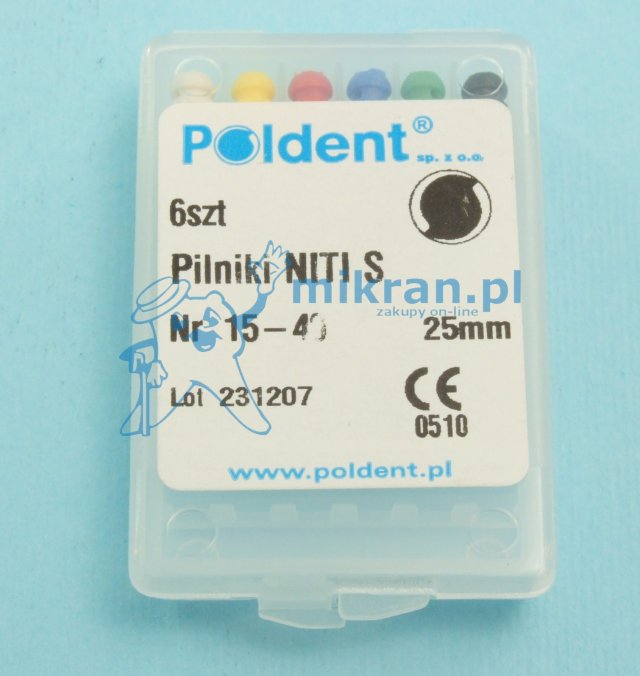 Poldent®
sp. z o.o.
6szt
Pilniki NITI S
mikran.pl
zakupy on-line
Nr 15-40 25mm
Lot 231207
CE
0510
www.poldent.pl